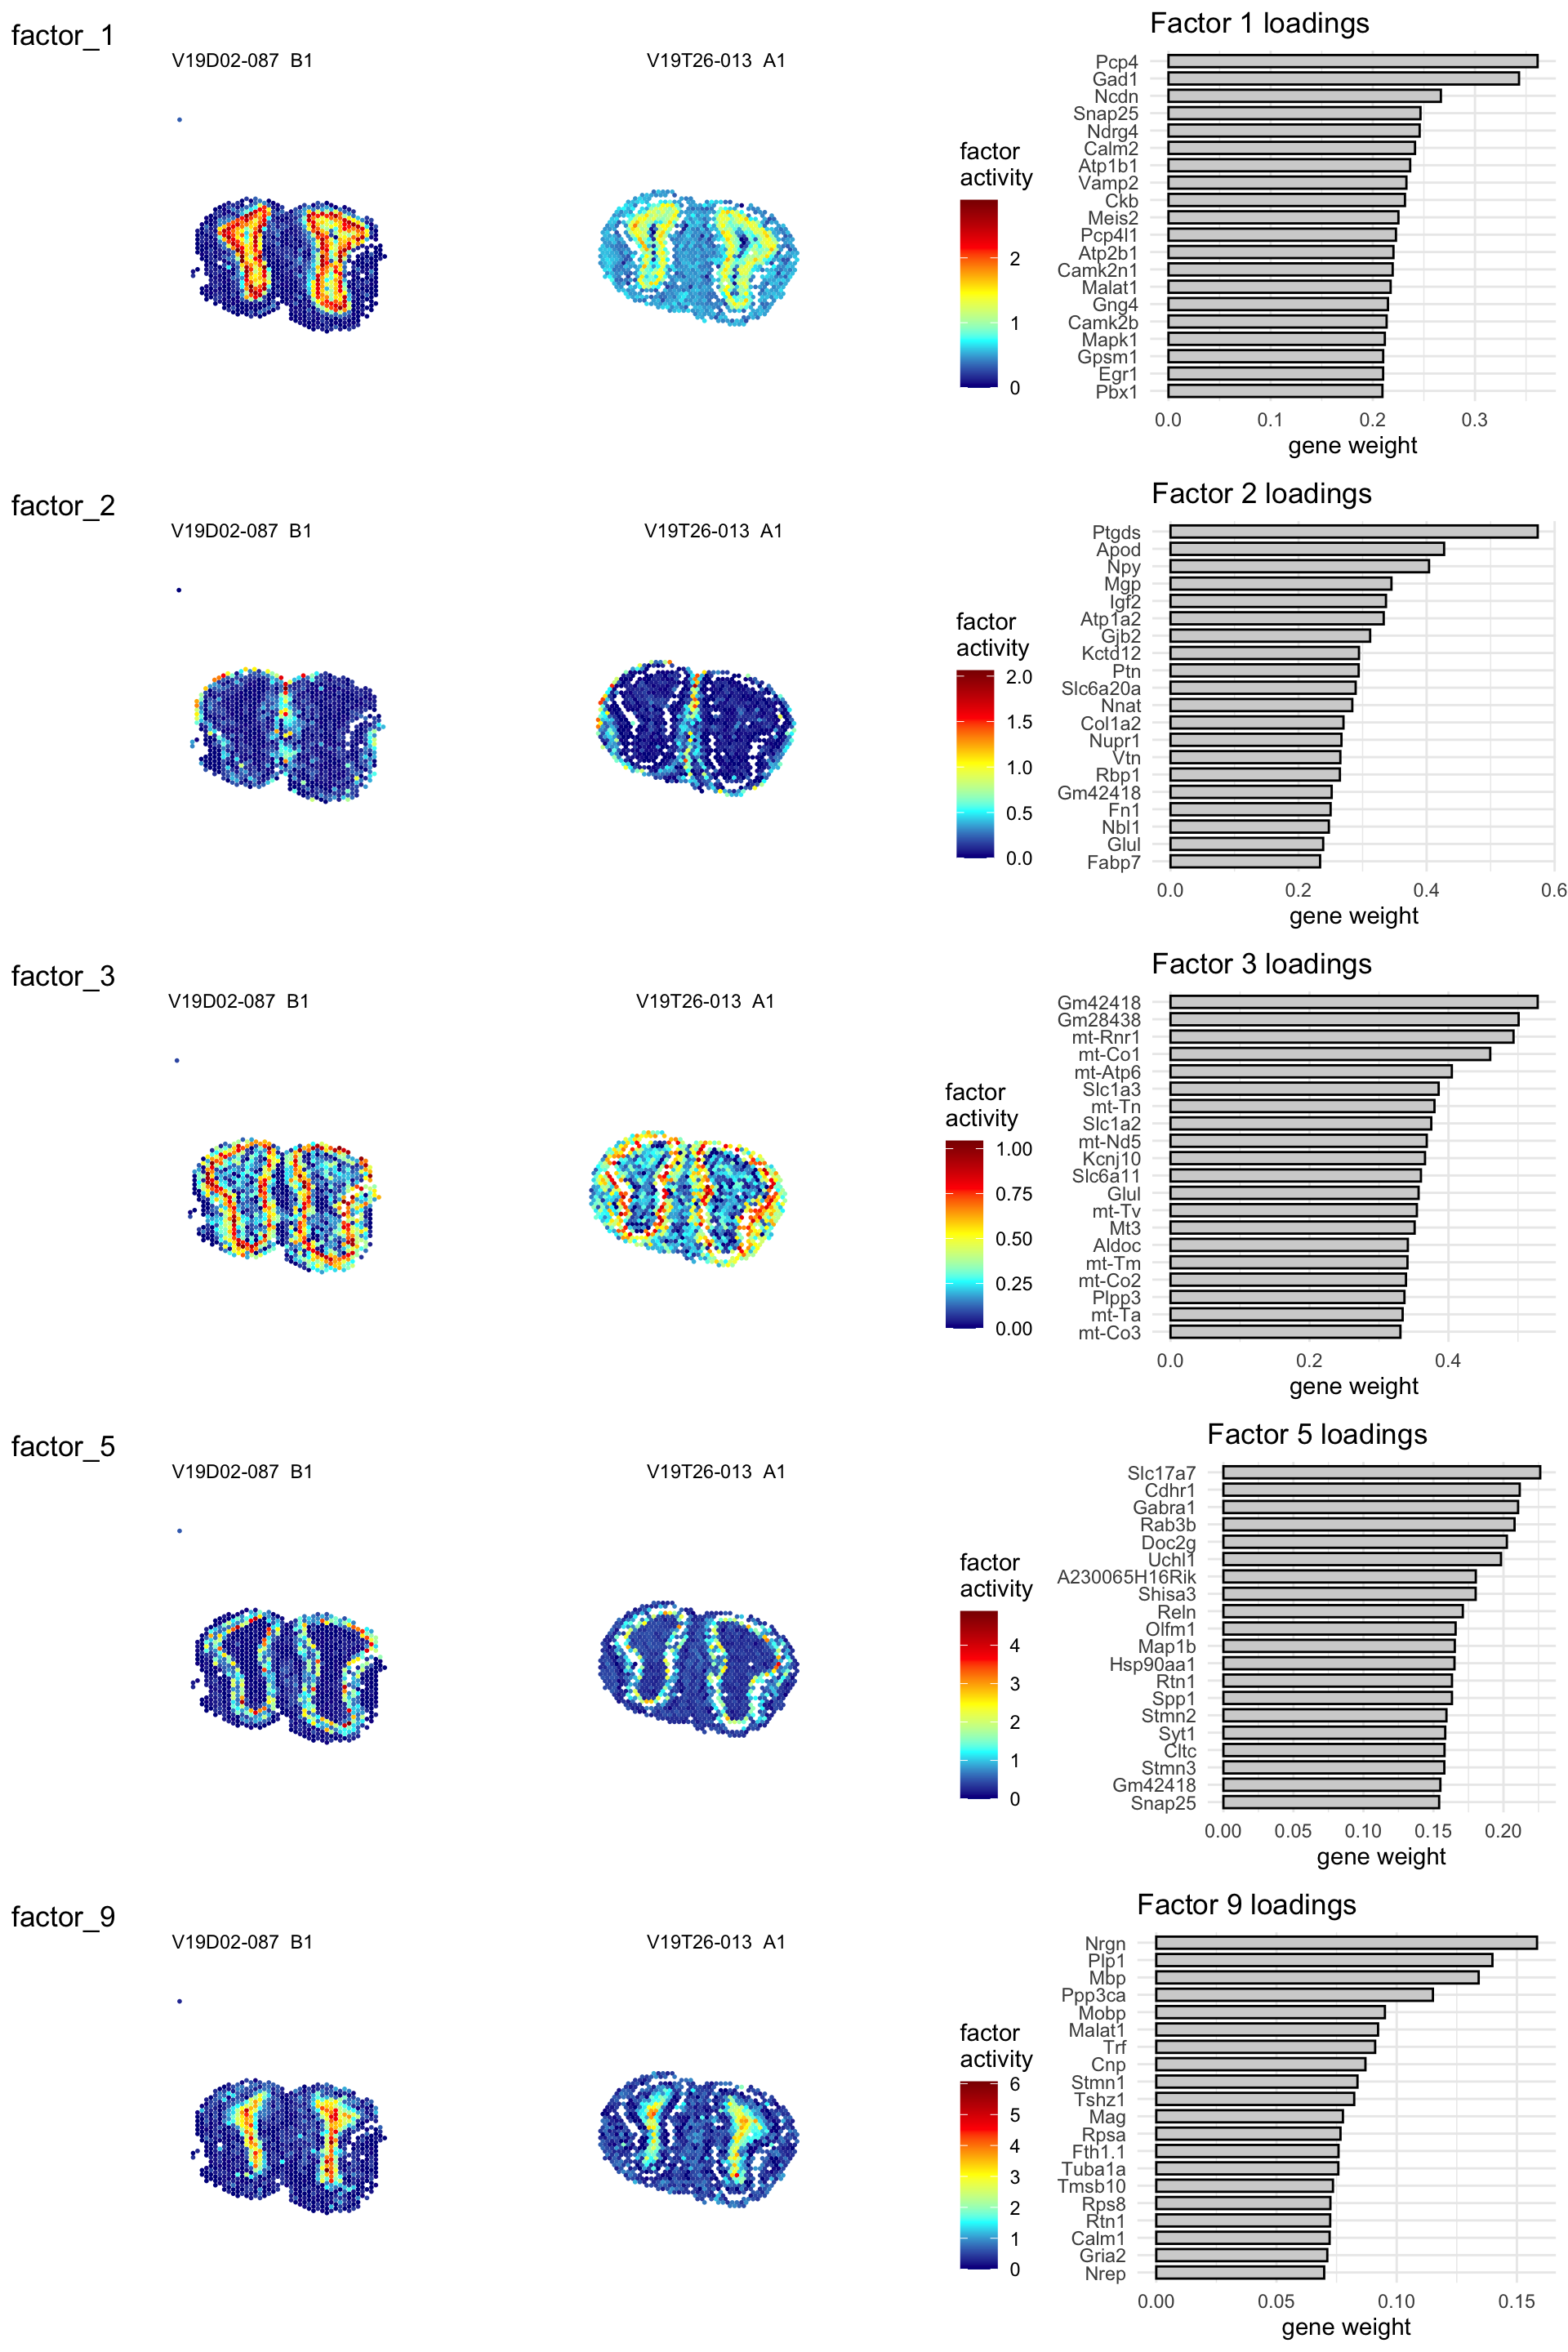 factor_1
V19D02-087 B1
V19T26-013 A1
factor
activity
2
1
0
Factor 1 loadings
Pcp4
Gad1
Ncdn
Snap25
Ndrg4
Calm2
Atp1b1
Vamp2
Ckb
Meis2
Pcp4l1
Atp2b1
Camk2n1
Malat1
Gng4
Camk2b
Mapk1
Gpsm1
Egr1
Pbx1
0.0 0.1 0.2 0.3
gene weight
factor_2
V19D02-087 B1
V19T26-013 A1
factor
activity
2.0
1.5
1.0
0.5
0.0
Factor 2 loadings
Ptgds
Apod
Npy
Mgp
Igf2
Atp1a2
Gjb2
Kctd12
Ptn
Slc6a20a
Nnat
Col1a2
Nupr1
Vtn
Rbp1
Gm42418
Fn1
Nbl1
Glul
Fabp7
0.0 0.2 0.4 0.6
gene weight
factor_3
V19D02-087 B1
V19T26-013 A1
factor
activity
1.00
0.75
0.50
0.25
0.00
Factor 3 loadings
Gm42418
Gm28438
mt-Rnr1
mt-Co1
mt-Atp6
Slc1a3
mt-Tn
Slc1a2
mt-Nd5
Kcnj10
Slc6a11
Glul
mt-Tv
Mt3
Aldoc
mt-Tm
mt-Co2
Plpp3
mt-Ta
mt-Co3
0.0 0.2 0.4
gene weight
factor_5
V19D02-087 B1
V19T26-013 A1
factor
activity
4
3
2
1
0
Factor 5 loadings
Slc17a7
Cdhr1
Gabra1
Rab3b
Doc2g
Uchl1
A230065H16Rik
Shisa3
Reln
Olfm1
Map1b
Hsp90aa1
Rtn1
Spp1
Stmn2
Syt1
Cltc
Stmn3
Gm42418
Snap25
0.00 0.05 0.10 0.15 0.20
gene weight
factor_9
V19D02-087 B1
V19T26-013 A1
factor
activity
6
5
4
3
2
1
0
Factor 9 loadings
Nrgn
Plp1
Mbp
Ppp3ca
Mobp
Malat1
Trf
Cnp
Stmn1
Tshz1
Mag
Rpsa
Fth1.1
Tuba1a
Tmsb10
Rps8
Rtn1
Calm1
Gria2
Nrep
0.00 0.05 0.10 0.15
gene weight